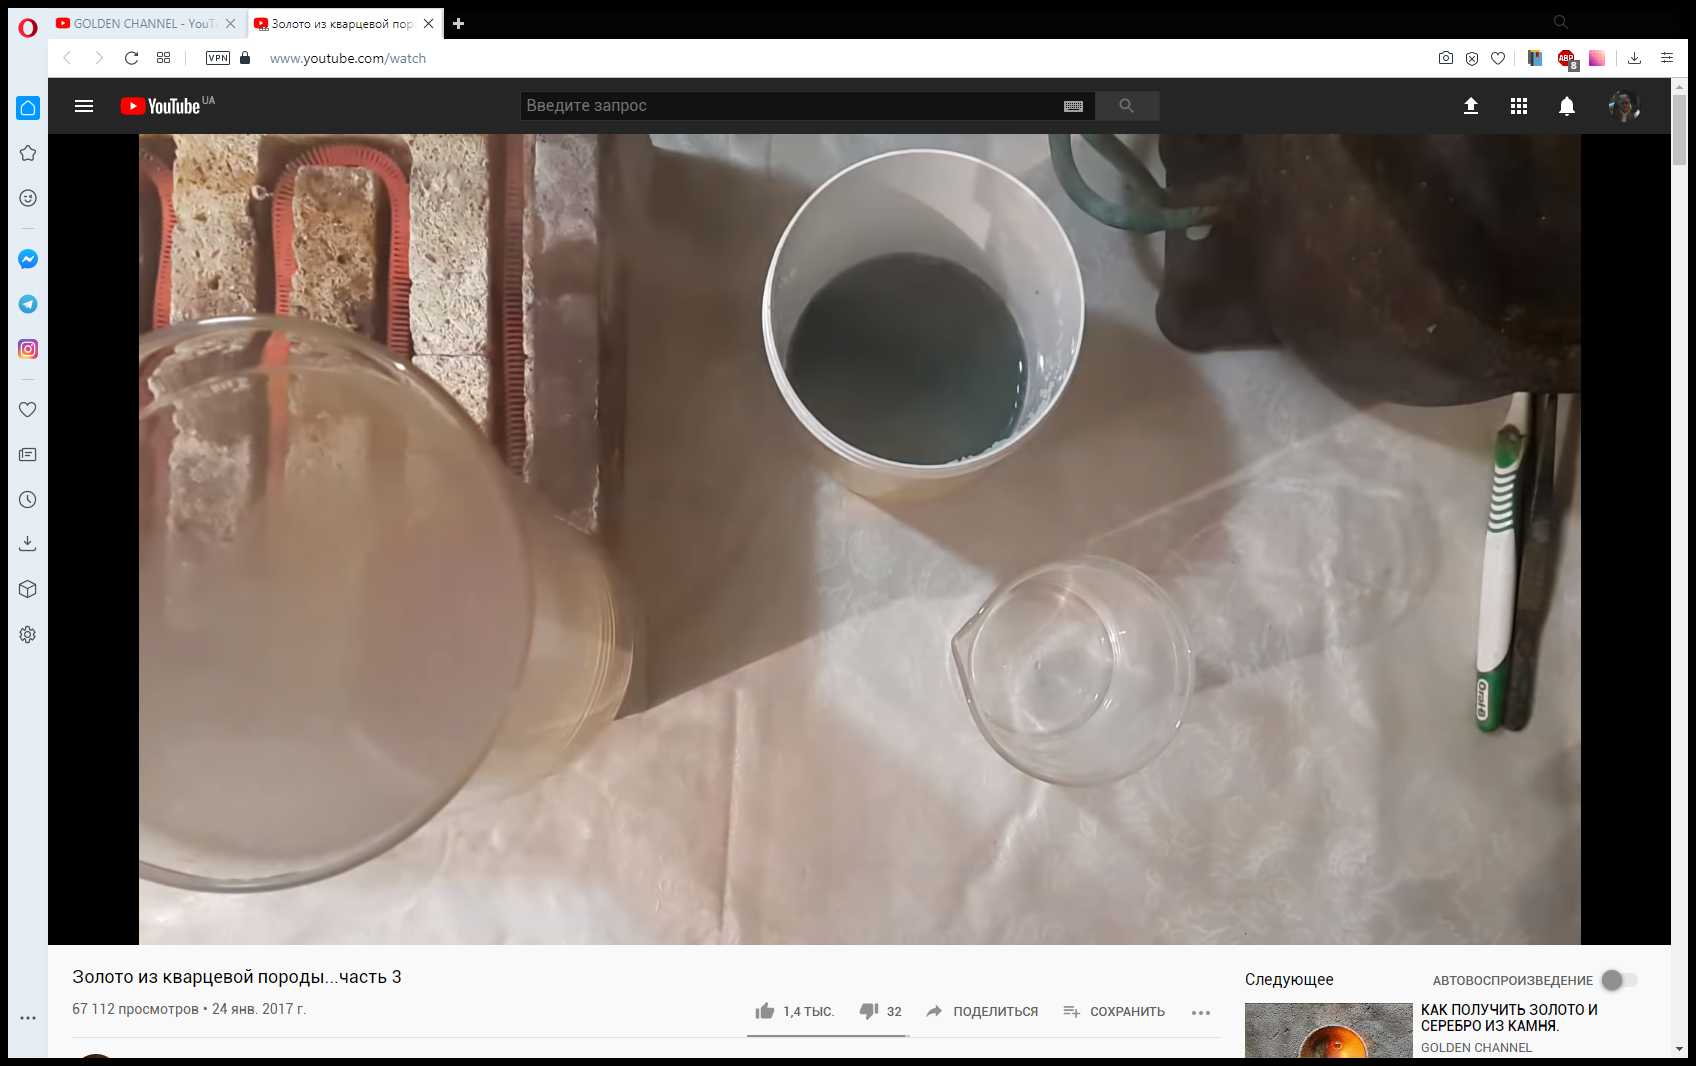 GOLDEN CHANNEL - YouT
Золото из кварцевой пор
VPN
www.youtube.com/watch
ABP
8
YouTube UA
Введите запрос
Oral-B
Золото из кварцевой породы...часть 3
67 112 просмотров • 24 янв. 2017 г.
1,4 ТЫС.
32
ПОДЕЛИТЬСЯ
СОХРАНИТЬ
Следующее
АВТОВОСПРОИЗВЕДЕНИЕ
КАК ПОЛУЧИТЬ ЗОЛОТО И
СЕРЕБРО ИЗ КАМНЯ.
GOLDEN CHANNEL